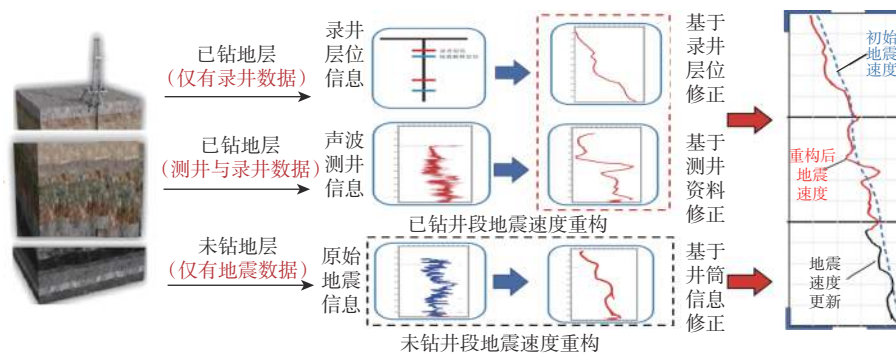 已钻地层
（仅有录井数据）
录井
层位
信息
基于
录井
层位
修正
初始
地震
速度
已钻地层
（测井与录井数据）
声波
测井
信息
基于
测井
资料
修正
重构后
地震
速度
已钻井段地震速度重构
未钻地层
（仅有地震数据）
原始
地震
信息
基于
井筒
信息
修正
地震
速度
更新
未钻井段地震速度重构